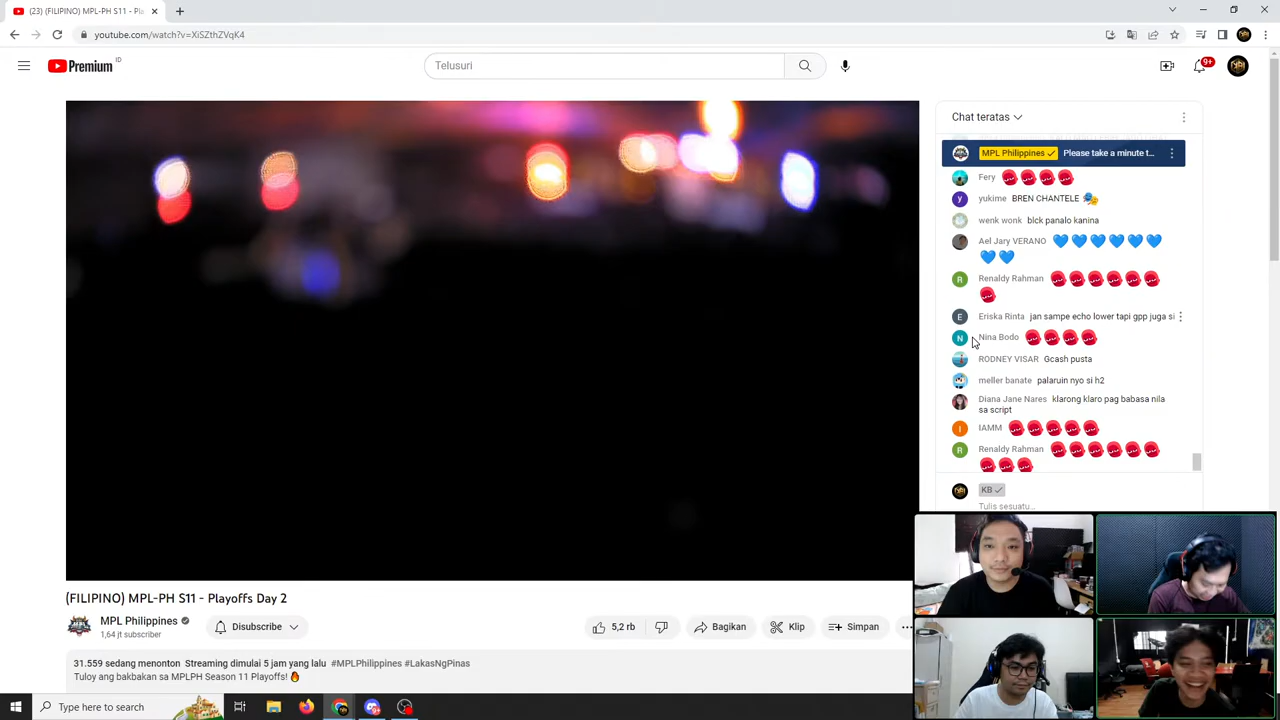 (23) (FILIPINO) MPL-PH S11 - Pla
youtube.com/watch?v=XiSZthZVqK4
Premium ID
Telusuri
9+
Chat teratas
MPL Philippines Please take a minute t...
Fery
yukime BREN CHANTELE
wenk wonk blck panalo kanina
Ael Jary VERANO
Renaldy Rahman
Eriska Rinta jan sampe echo lower tapi gpp juga si
Nina Bodo
RODNEY VISAR Gcash pusta
meller banate palaruin nyo si h2
Diana Jane Nares klarong klaro pag babasa nila
sa script
IAMM
Renaldy Rahman
KB
Tulis sesuatu...
(FILIPINO) MPL-PH S11 - Playoffs Day 2
MPL Philippines
1,64 jt subscriber
Disubscribe
5,2 rb
Bagikan
Klip
Simpan
31.559 sedang menonton Streaming dimulai 5 jam yang lalu #MPLPhilippines #LakasNgPinas
Tuloy ang bakbakan sa MPLPH Season 11 Playoffs!
Type here to search